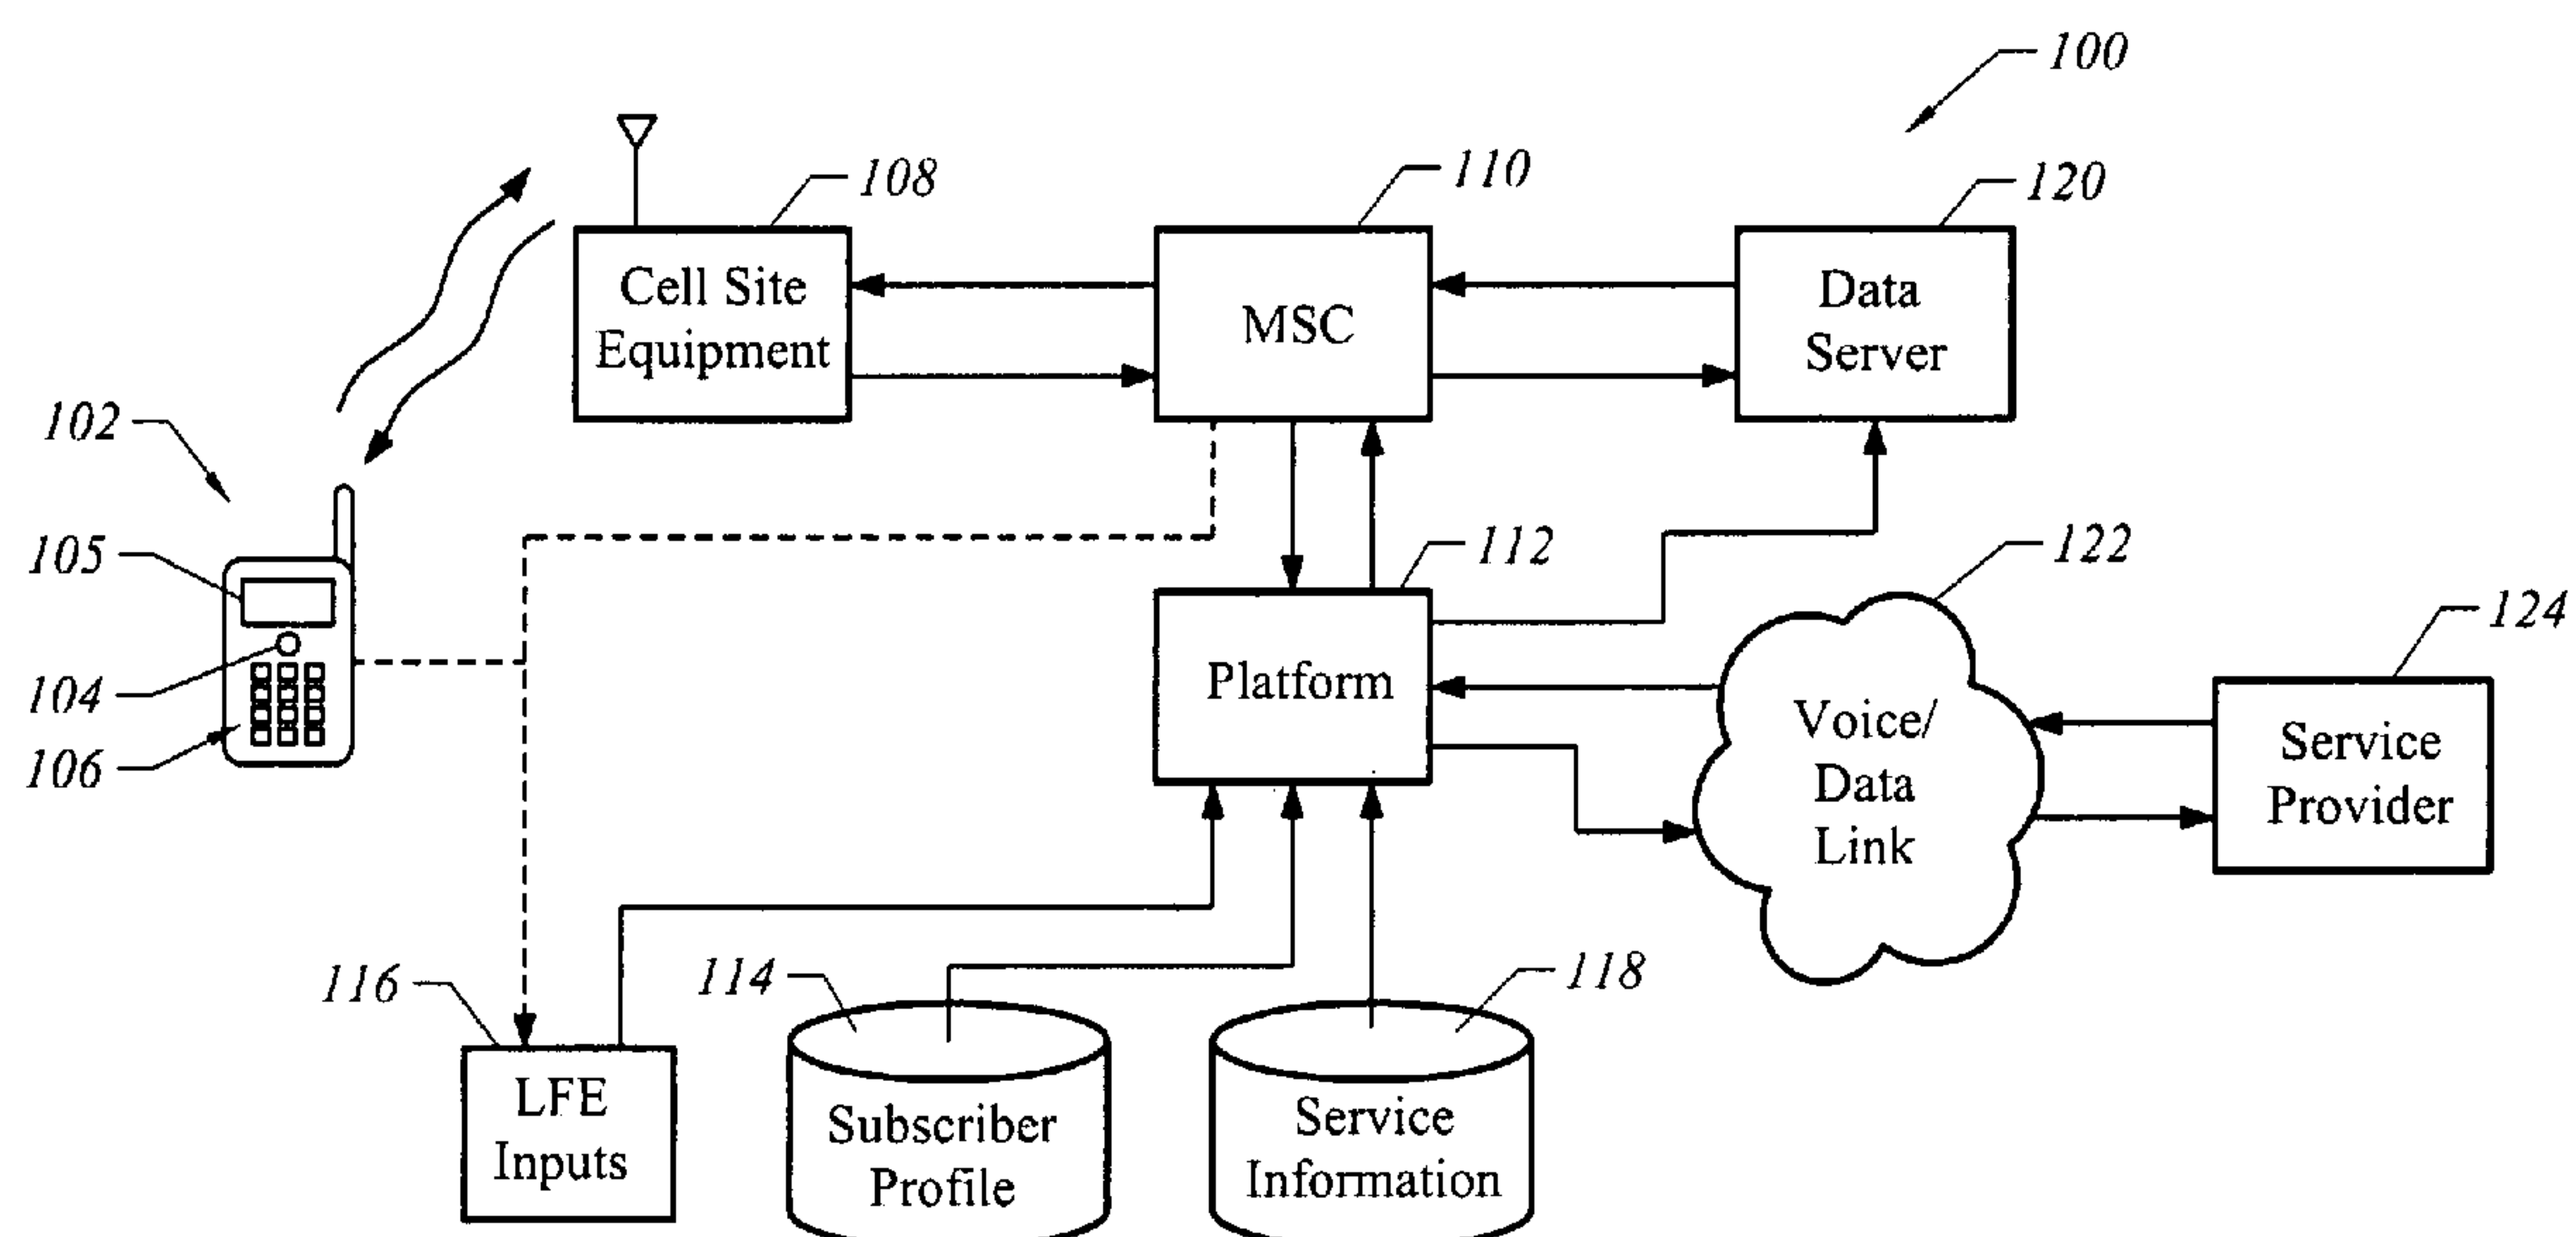 100
108
110
120
Cell Site
Equipment
MSC
Data
Server
102
105
112
122
124
104
Platform
Voice/
Data
Link
Service
Provider
106
116
114
118
LFE
Inputs
Subscriber
Profile
Service
Information